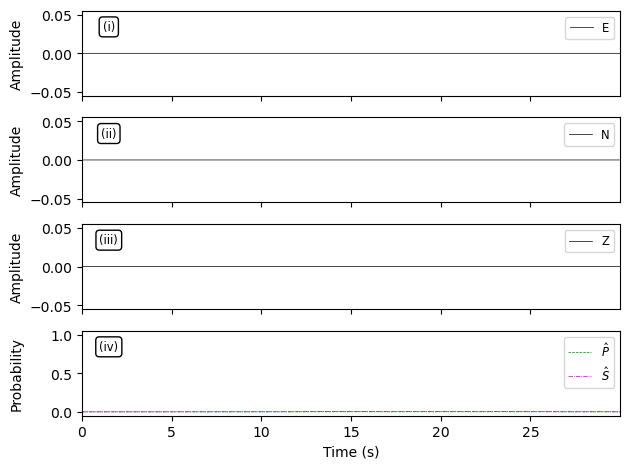 0.05
(i)
E
Amplitude
0.00
−0.05
0.05
(ii)
N
Amplitude
0.00
−0.05
0.05
(iii)
Z
Amplitude
0.00
−0.05
1.0
(iv)
P̂
Ŝ
Probability
0.5
0.0
0 5 10 15 20 25
Time (s)